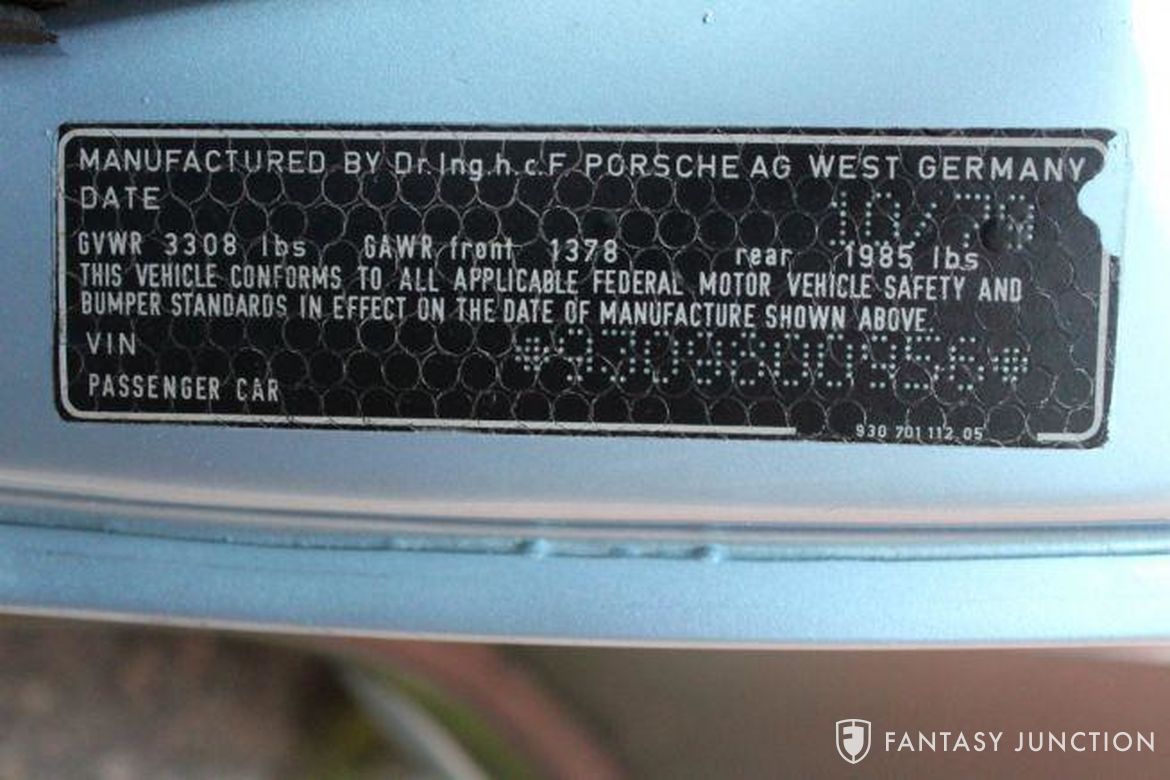 MANUFACTURED BY Dr.Ing.h.c.F PORSCHE AG WEST GERMANY
DATE 10/79
GVWR 3308 lbs GAWR front 1378 rear 1985 lbs
THIS VEHICLE CONFORMS TO ALL APPLICABLE FEDERAL MOTOR VEHICLE SAFETY AND
BUMPER STANDARDS IN EFFECT ON THE DATE OF MANUFACTURE SHOWN ABOVE.
VIN
PASSENGER CAR
930 701 112 05
FANTASY JUNCTION